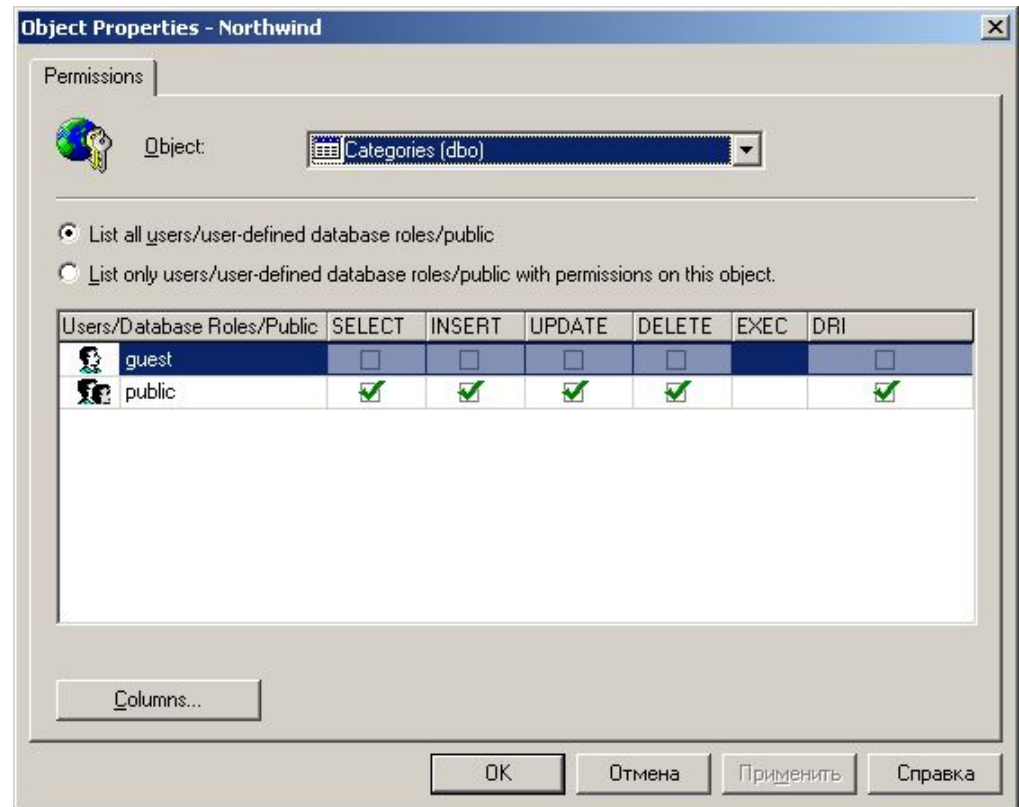 Object Properties - Northwind
Permissions
Object:
Categories (dbo)
List all users/user-defined database roles/public
List only users/user-defined database roles/public with permissions on this object.
Users/Database Roles/Public SELECT INSERT UPDATE DELETE EXEC DRI
guest
public
Columns...
OK Отмена Применить Справка